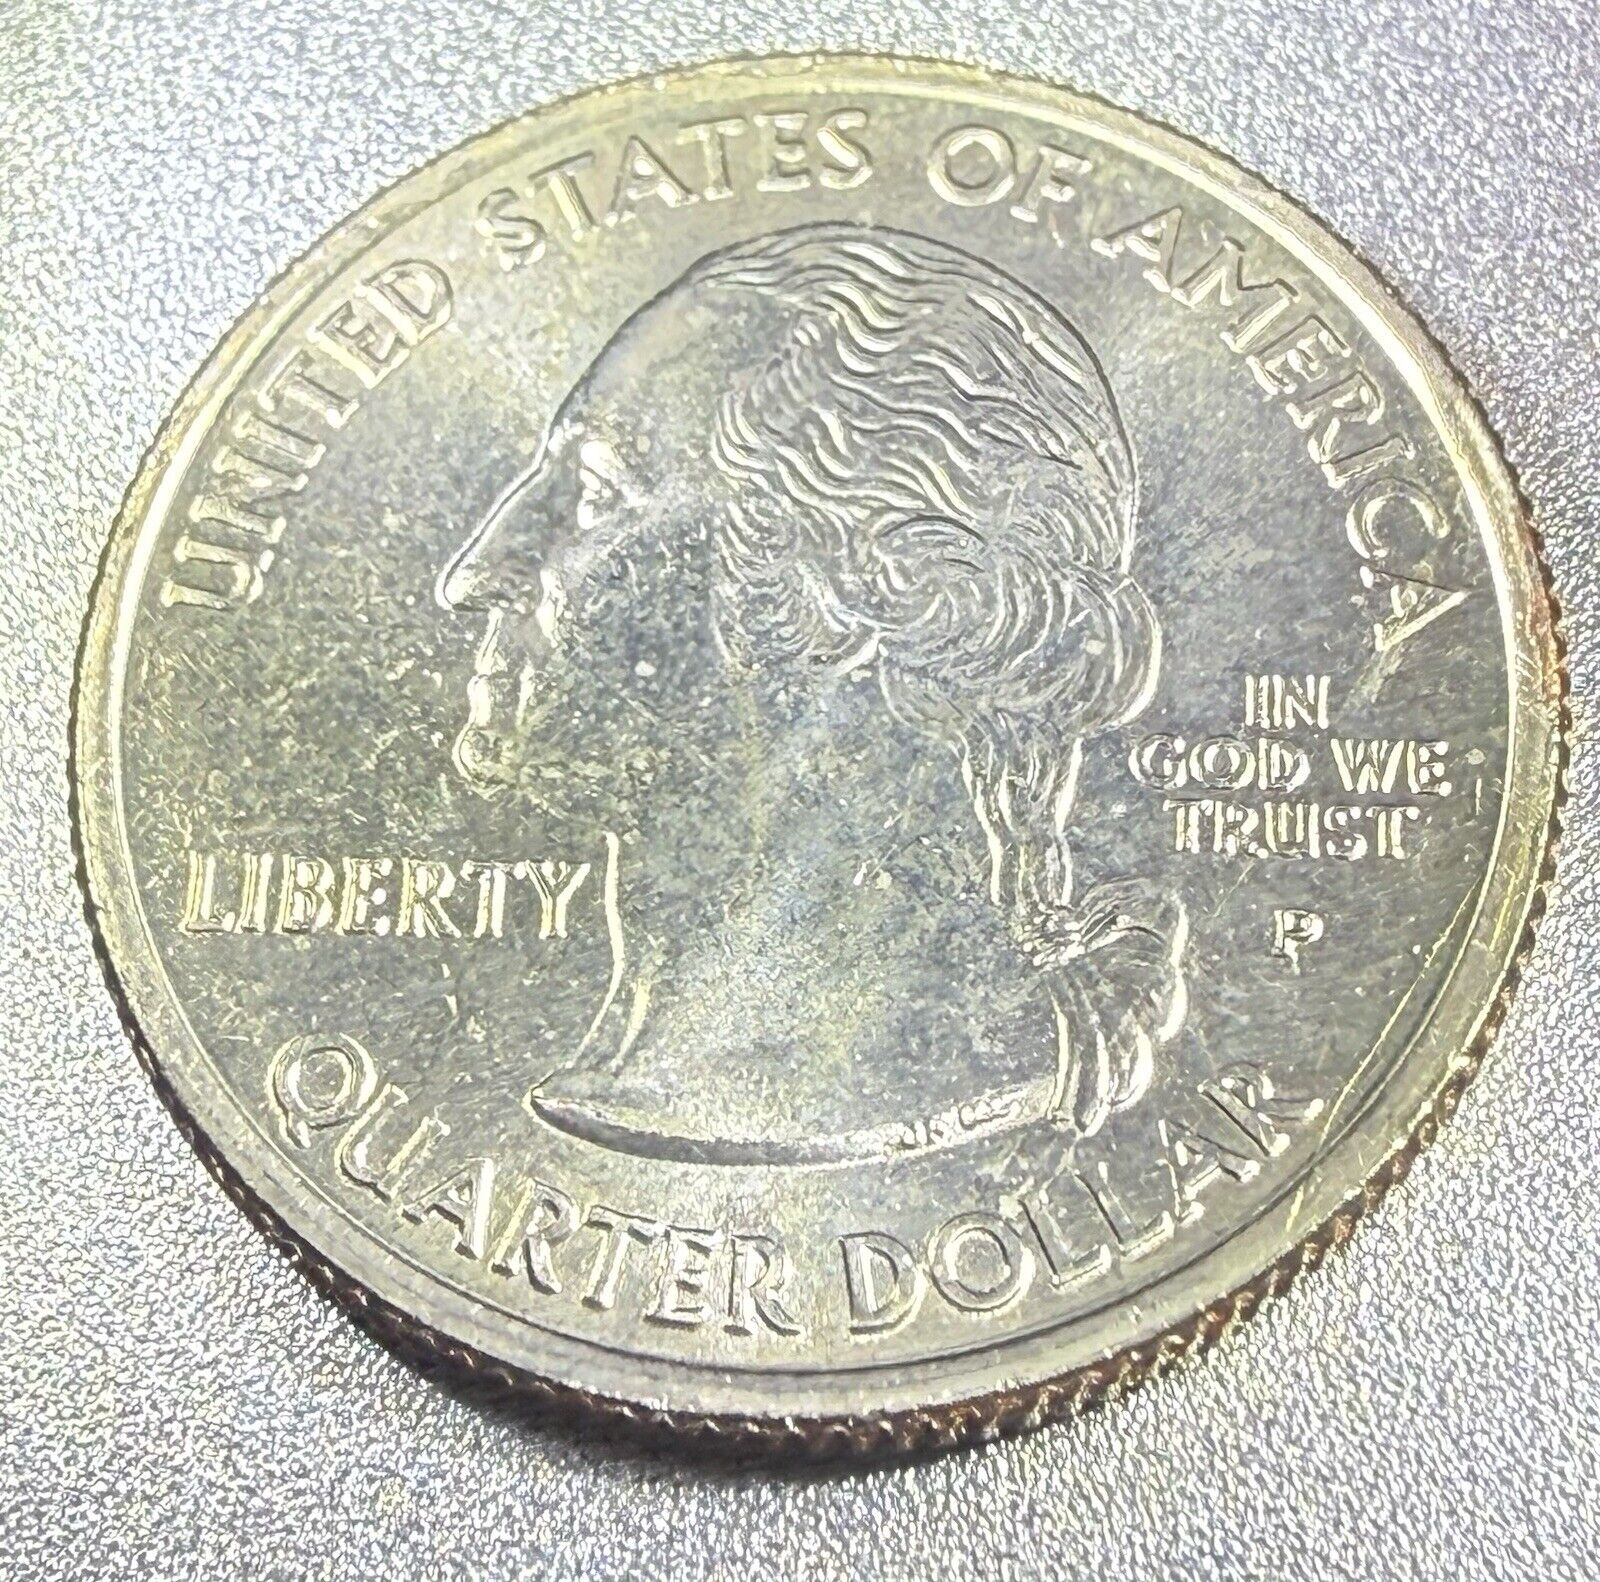 UNITED STATES OF AMERICA
IN
GOD WE
TRUST
LIBERTY
P
QUARTER DOLLAR